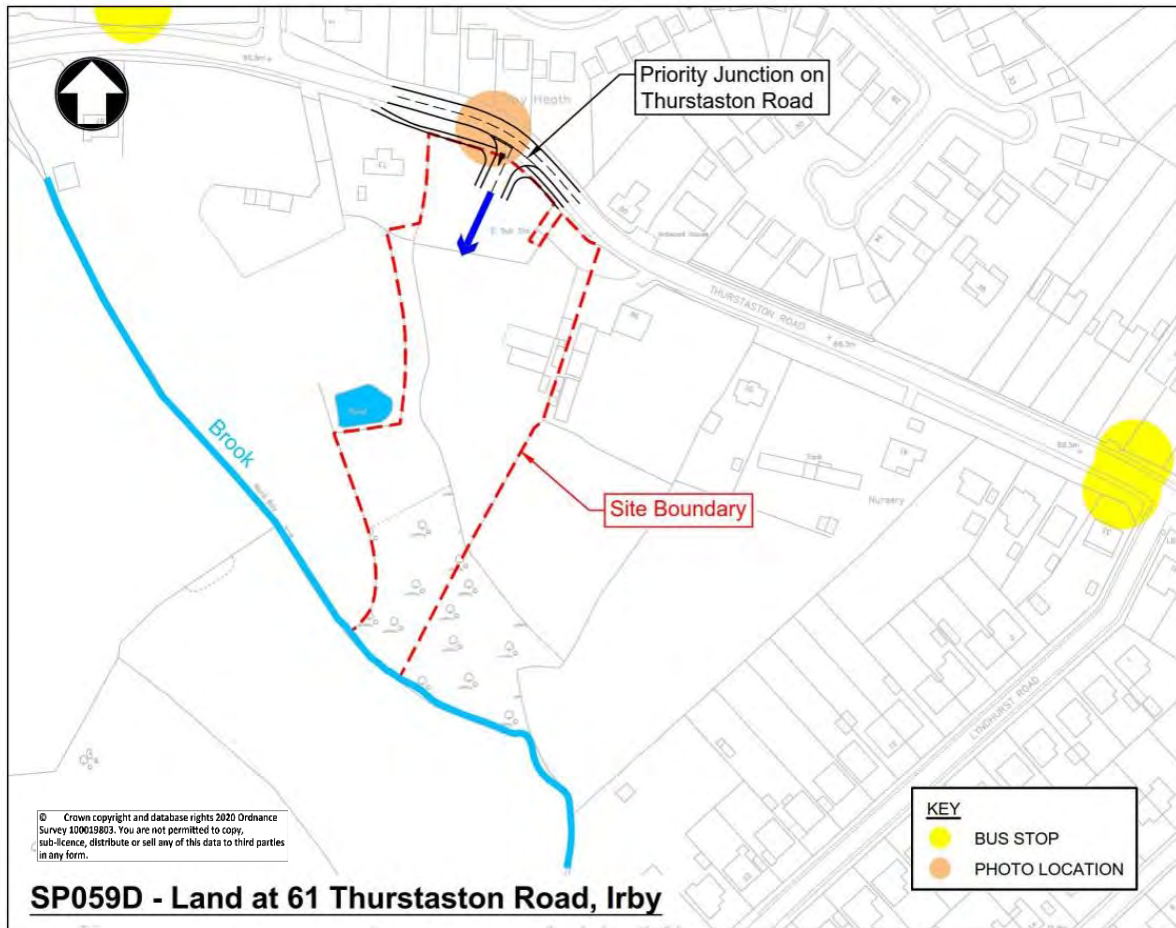 Priority Junction on
Thurstaston Road
THURSTASTON ROAD
Brook
Pond
Site Boundary
Nursery
Tank
LYNDHURST ROAD
KEY
BUS STOP
PHOTO LOCATION
© Crown copyright and database rights 2020 Ordnance
Survey 100019803. You are not permitted to copy,
sub-licence, distribute or sell any of this data to third parties
in any form.
SP059D - Land at 61 Thurstaston Road, Irby